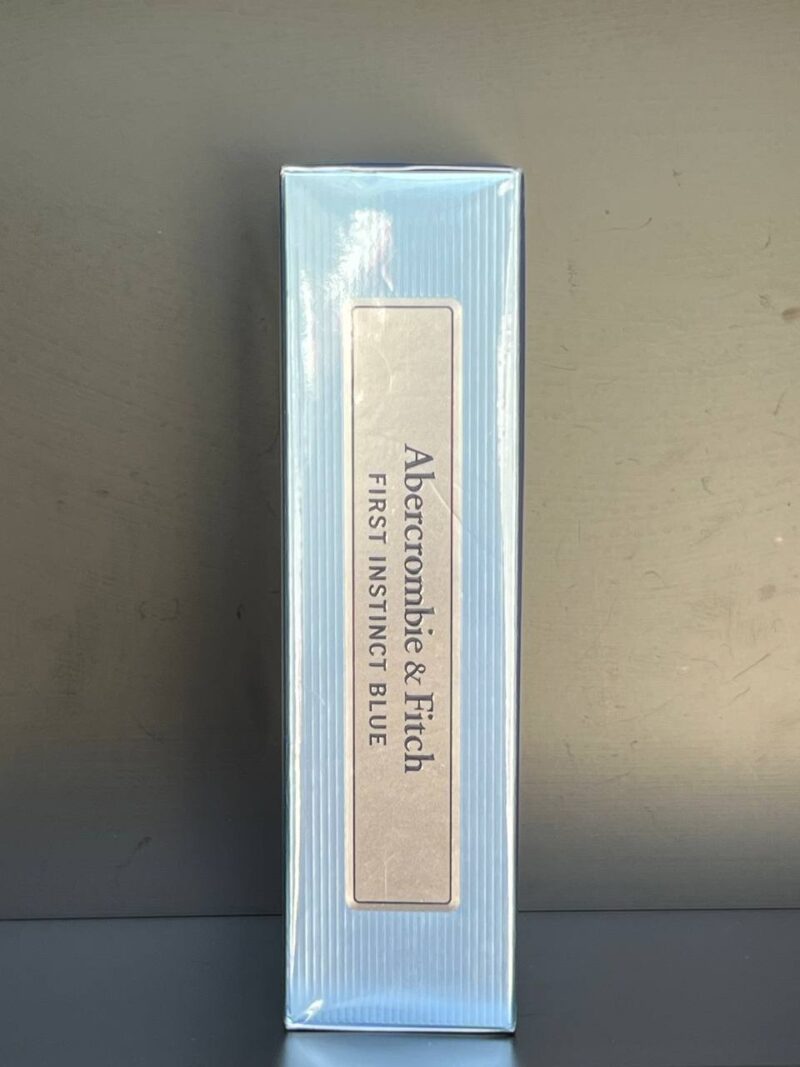 Abercrombie & Fitch
FIRST INSTINCT BLUE